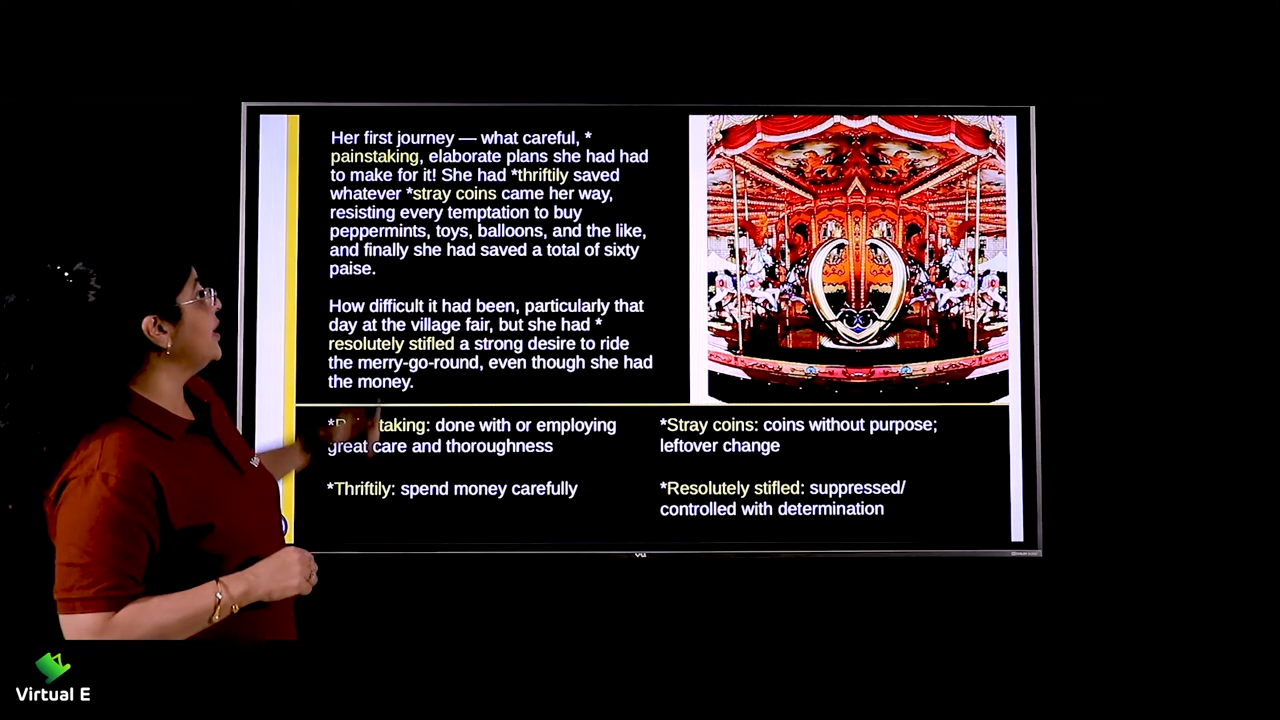 Her first journey — what careful, *
painstaking, elaborate plans she had had
to make for it! She had *thriftily saved
whatever *stray coins came her way,
resisting every temptation to buy
peppermints, toys, balloons, and the like,
and finally she had saved a total of sixty
paise.
How difficult it had been, particularly that
day at the village fair, but she had *
resolutely stifled a strong desire to ride
the merry-go-round, even though she had
the money.
taking: done with or employing
great care and thoroughness
*Thriftily: spend money carefully
*Stray coins: coins without purpose;
leftover change
*Resolutely stifled: suppressed/
controlled with determination
Vu
Virtual E